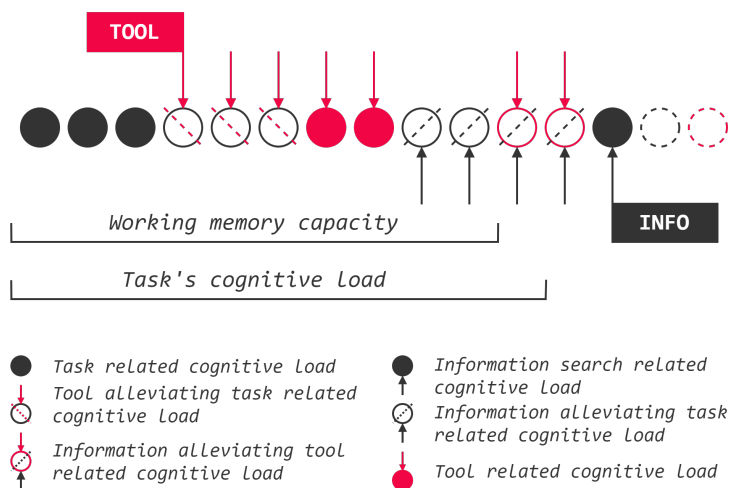 TOOL
INFO
Working memory capacity
Task's cognitive load
Task related cognitive load
Tool alleviating task related
cognitive load
Information alleviating tool
related cognitive load
Information search related
cognitive load
Information alleviating task
related cognitive load
Tool related cognitive load